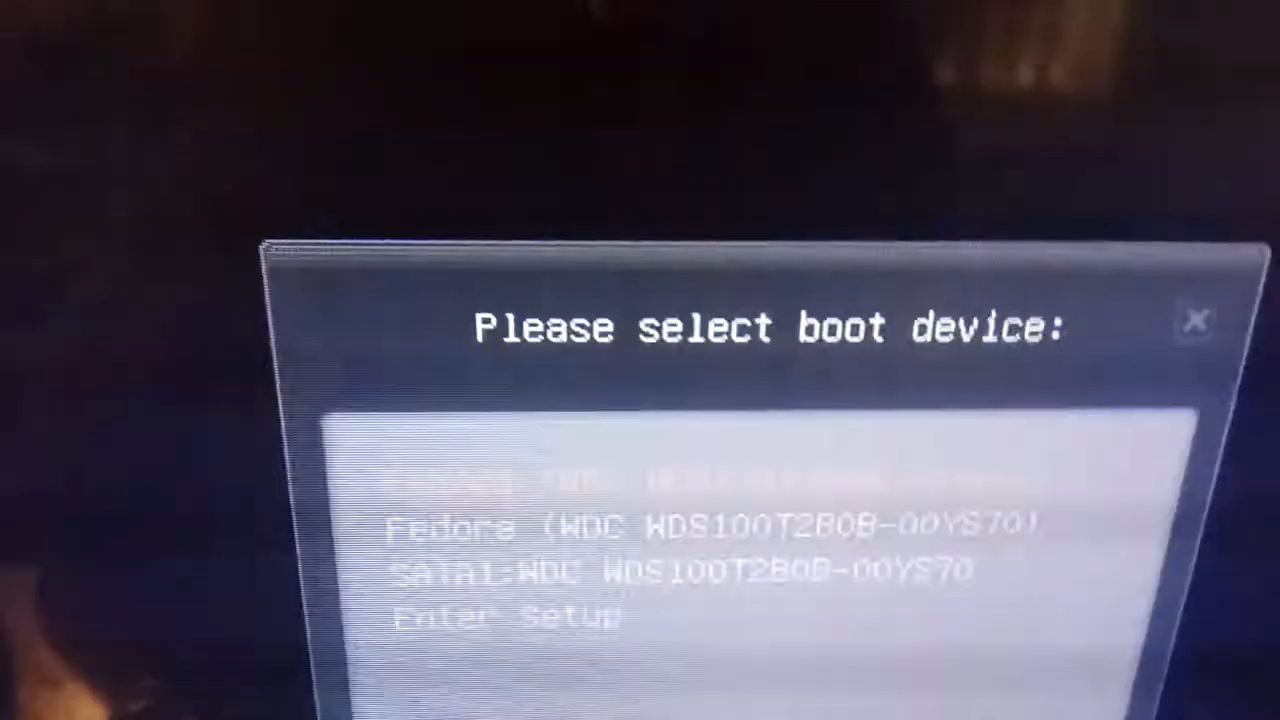 Please select boot device:
Fedora (WDC WDS100T2B0B-00YS70)
SATA1:WDC WDS100T2B0B-00YS70
Enter Setup